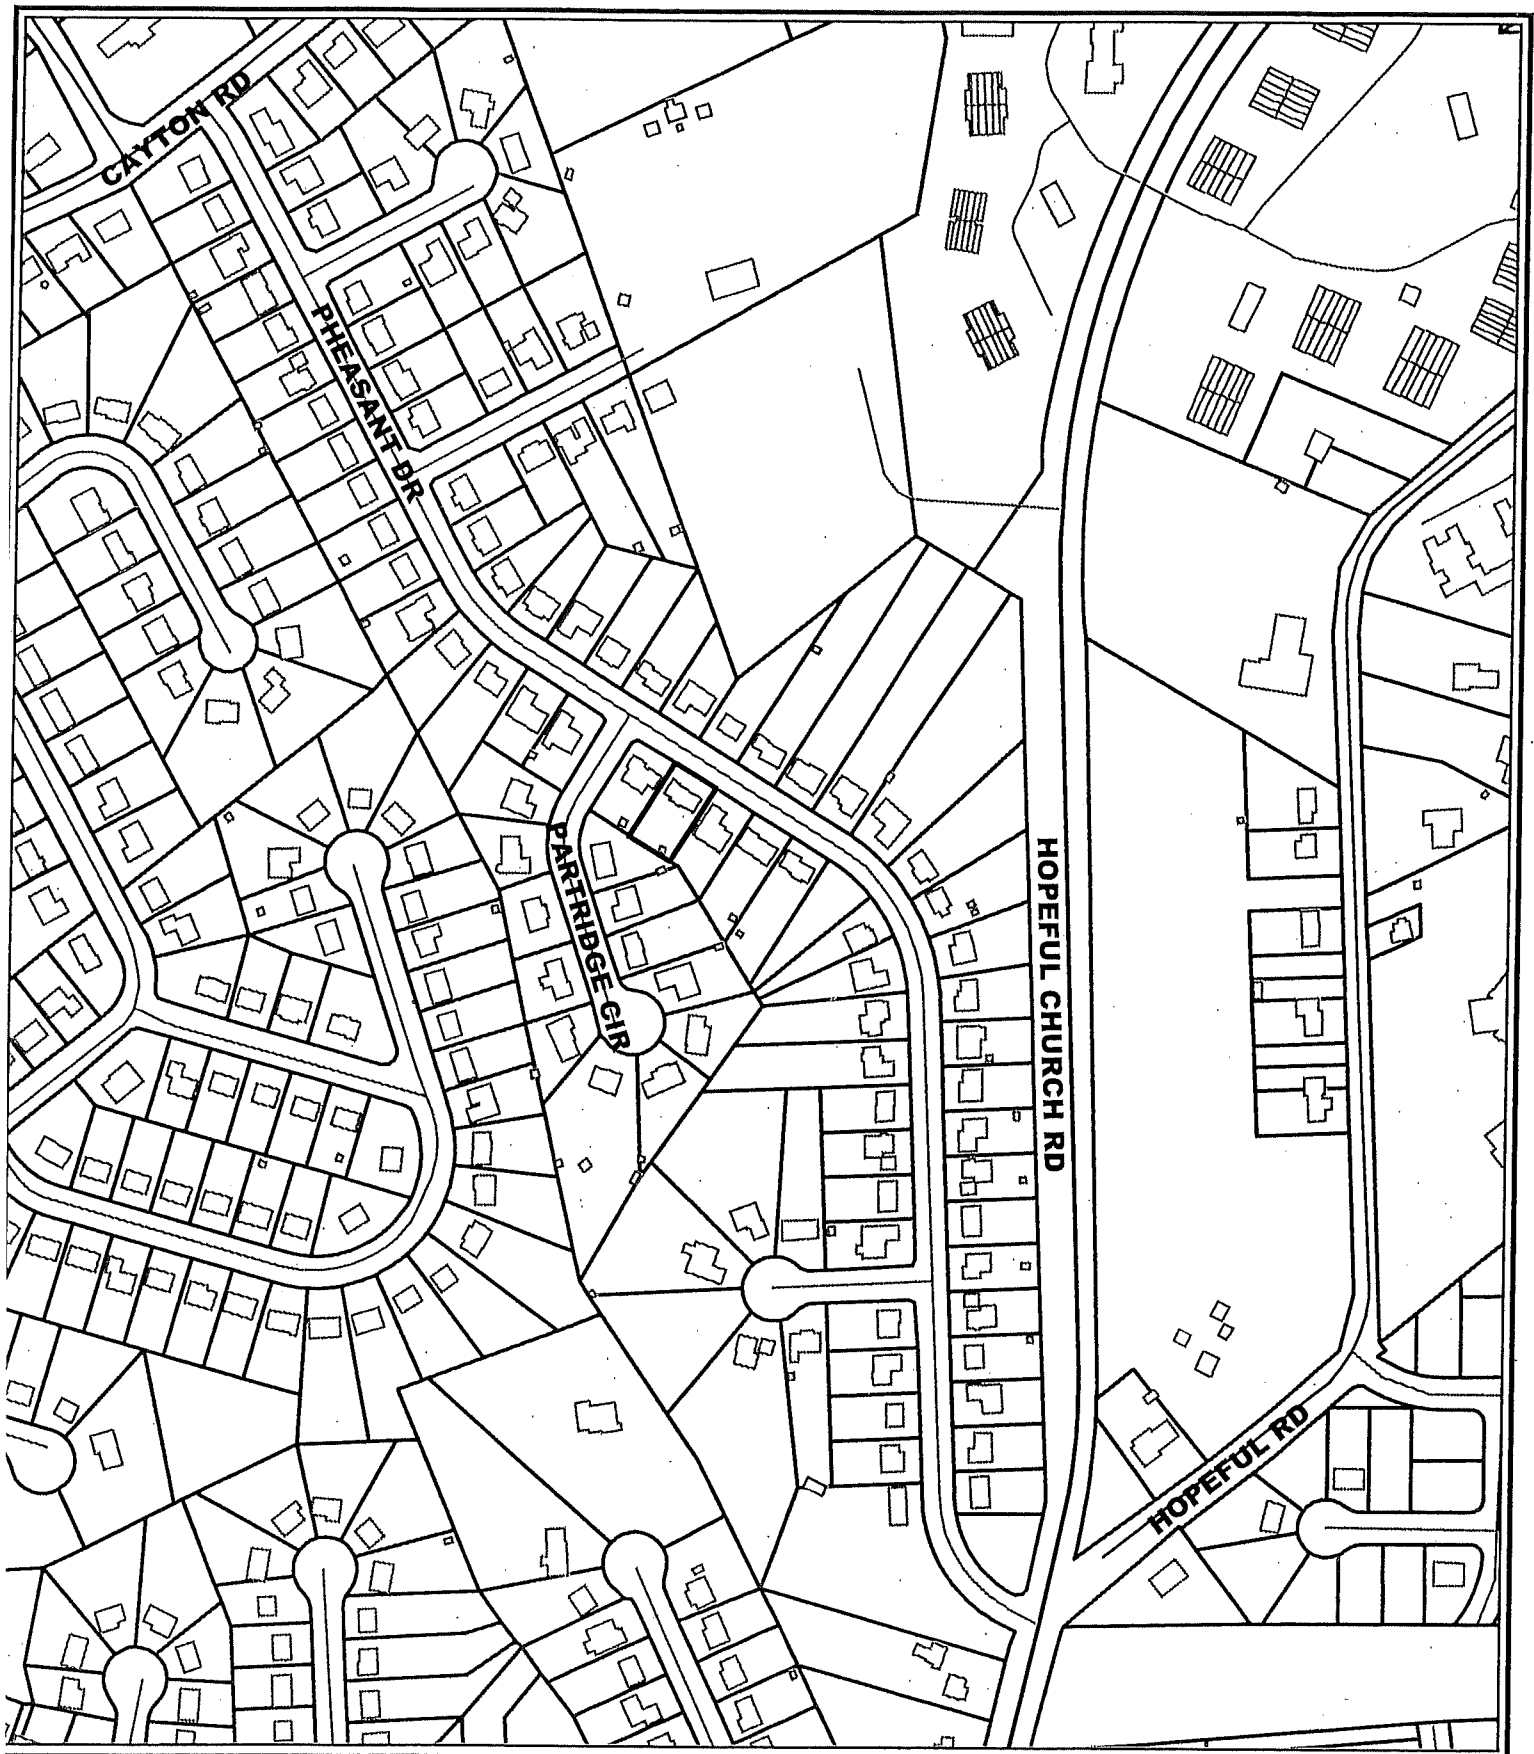 CAYTON RD
PHEASANT DR
PARTRIDGE CIR
HOPEFUL CHURCH RD
HOPEFUL RD